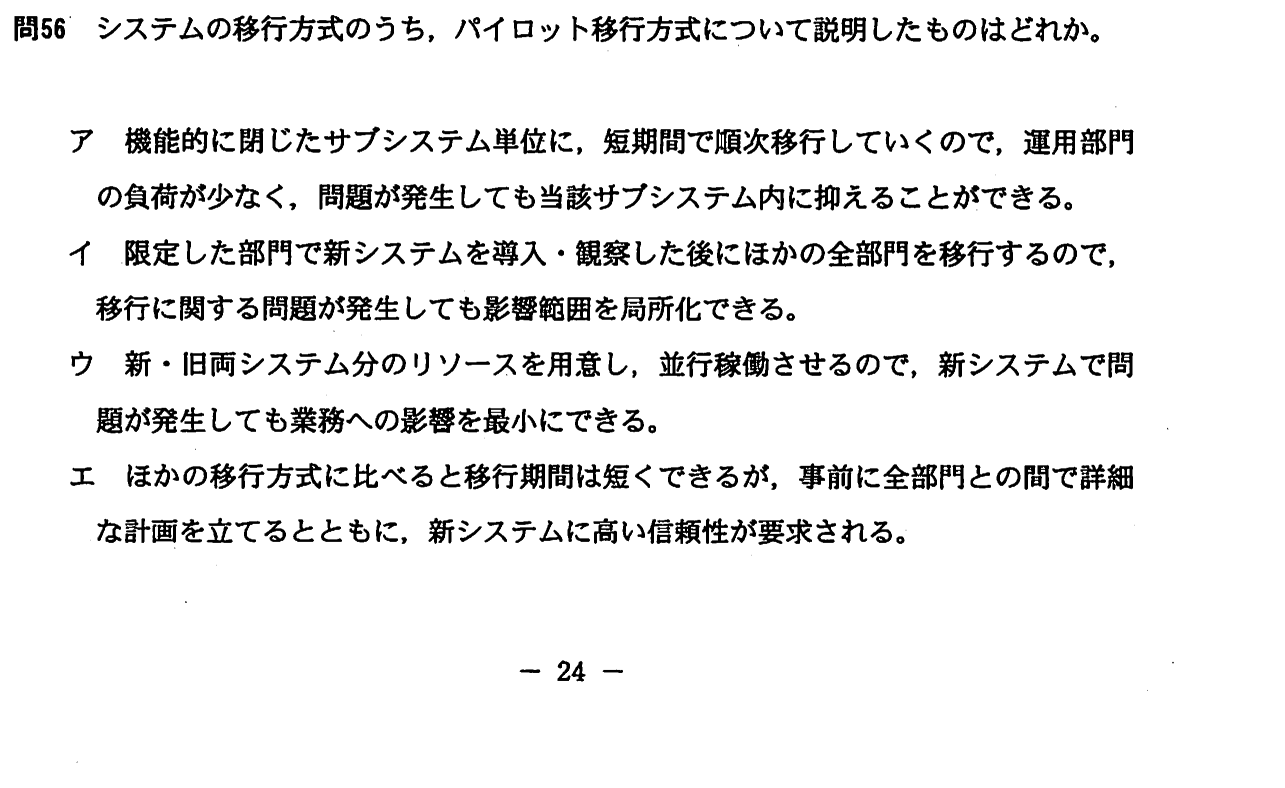 問56　システムの移行方式のうち，パイロット移行方式について説明したものはどれか。
ア　機能的に閉じたサブシステム単位に，短期間で順次移行していくので，運用部門
の負荷が少なく，問題が発生しても当該サブシステム内に抑えることができる。
イ　限定した部門で新システムを導入・観察した後にほかの全部門を移行するので，
移行に関する問題が発生しても影響範囲を局所化できる。
ウ　新・旧両システム分のリソースを用意し，並行稼働させるので，新システムで問
題が発生しても業務への影響を最小にできる。
エ　ほかの移行方式に比べると移行期間は短くできるが，事前に全部門との間で詳細
な計画を立てるとともに，新システムに高い信頼性が要求される。
― 24 ―